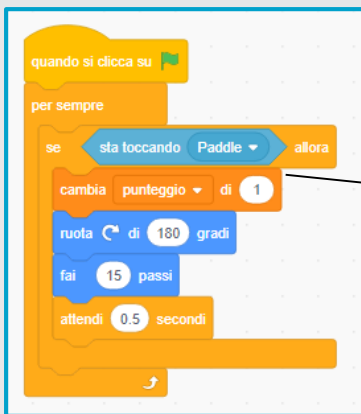 quando si clicca su
per sempre
se sta toccando Paddle allora
cambia punteggio di 1
ruota di 180 gradi
fai 15 passi
attendi 0.5 secondi